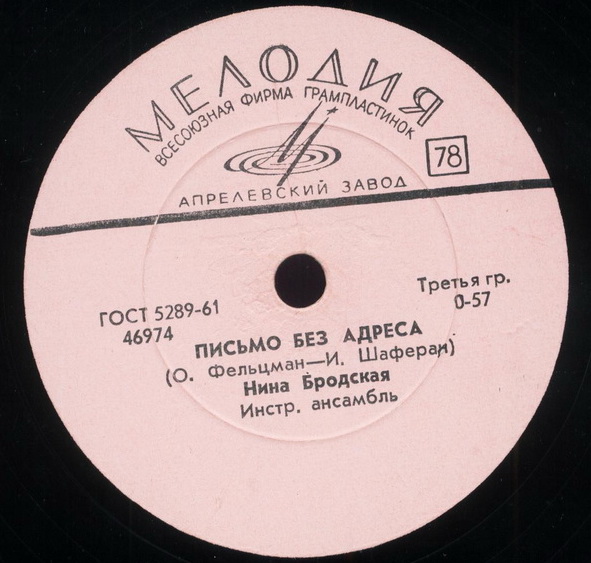 МЕЛОДИЯ
ВСЕСОЮЗНАЯ ФИРМА ГРАМПЛАСТИНОК
78
АПРЕЛЕВСКИЙ ЗАВОД
ГОСТ 5289-61
46974
Третья гр.
0-57
ПИСЬМО БЕЗ АДРЕСА
(О. Фельцман—И. Шаферан)
Нина Бродская
Инстр. ансамбль